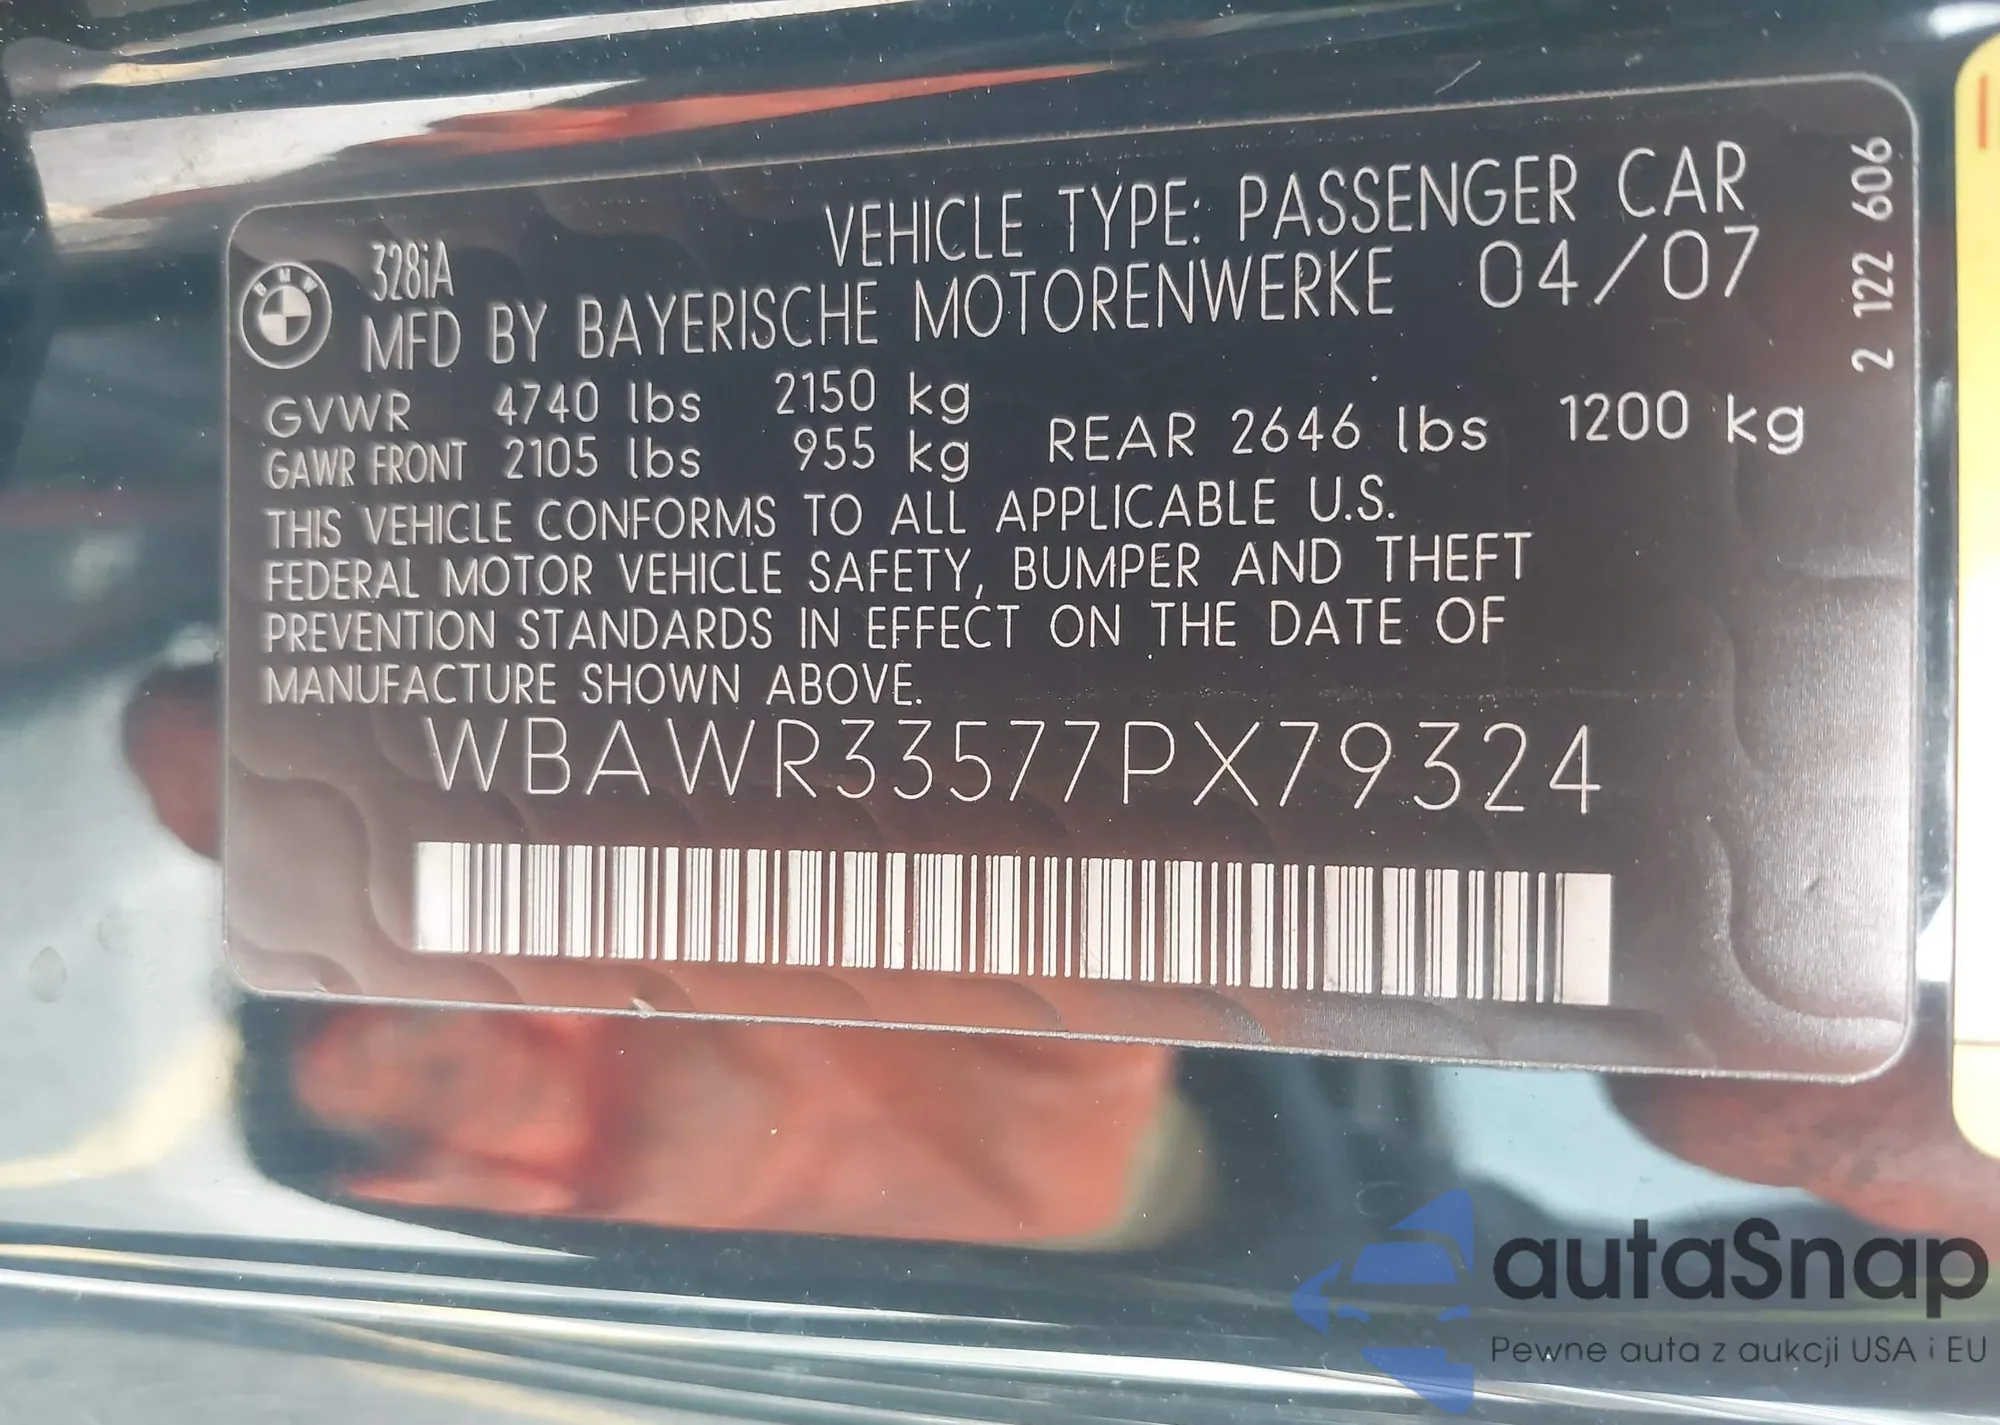 VEHICLE TYPE: PASSENGER CAR
BMW
328iA
MFD BY BAYERISCHE MOTORENWERKE 04/07
GVWR 4740 lbs 2150 kg
GAWR FRONT 2105 lbs 955 kg REAR 2646 lbs 1200 kg
THIS VEHICLE CONFORMS TO ALL APPLICABLE U.S.
FEDERAL MOTOR VEHICLE SAFETY, BUMPER AND THEFT
PREVENTION STANDARDS IN EFFECT ON THE DATE OF
MANUFACTURE SHOWN ABOVE.
WBAWR33577PX79324
2 122 606
autaSnap
Pewne auta z aukcji USA i EU